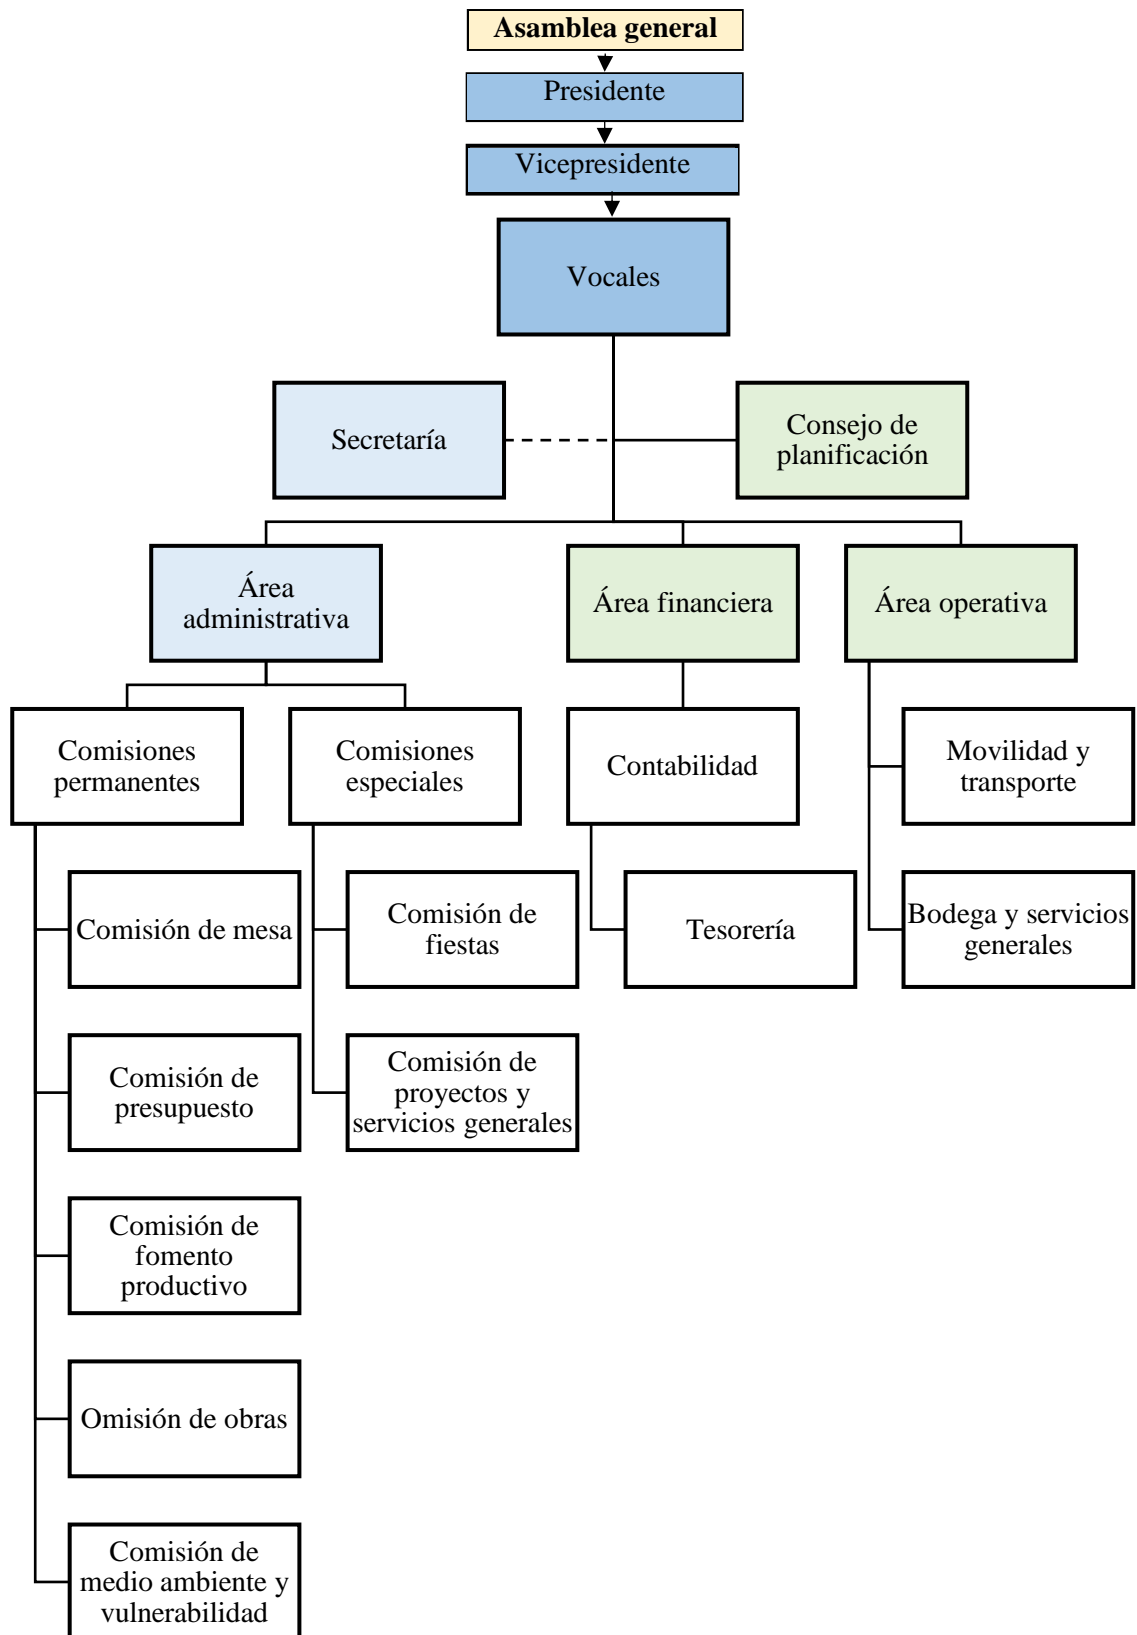 Asamblea general
Presidente
Vicepresidente
Vocales
Secretaría
Consejo de
planificación
Área
administrativa
Área financiera
Área operativa
Comisiones
permanentes
Comisiones
especiales
Contabilidad
Movilidad y
transporte
Comisión de mesa
Comisión de
fiestas
Tesorería
Bodega y servicios
generales
Comisión de
presupuesto
Comisión de
proyectos y
servicios generales
Comisión de
fomento
productivo
Omisión de obras
Comisión de
medio ambiente y
vulnerabilidad